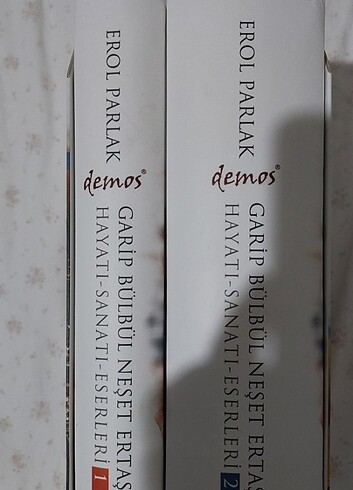 EROL PARLAK
demos®
GARİP BÜLBÜL NEŞET ERTAŞ
HAYATI-SANATI-ESERLERİ 1
EROL PARLAK
demos®
GARİP BÜLBÜL NEŞET ERTAŞ
HAYATI-SANATI-ESERLERİ 2